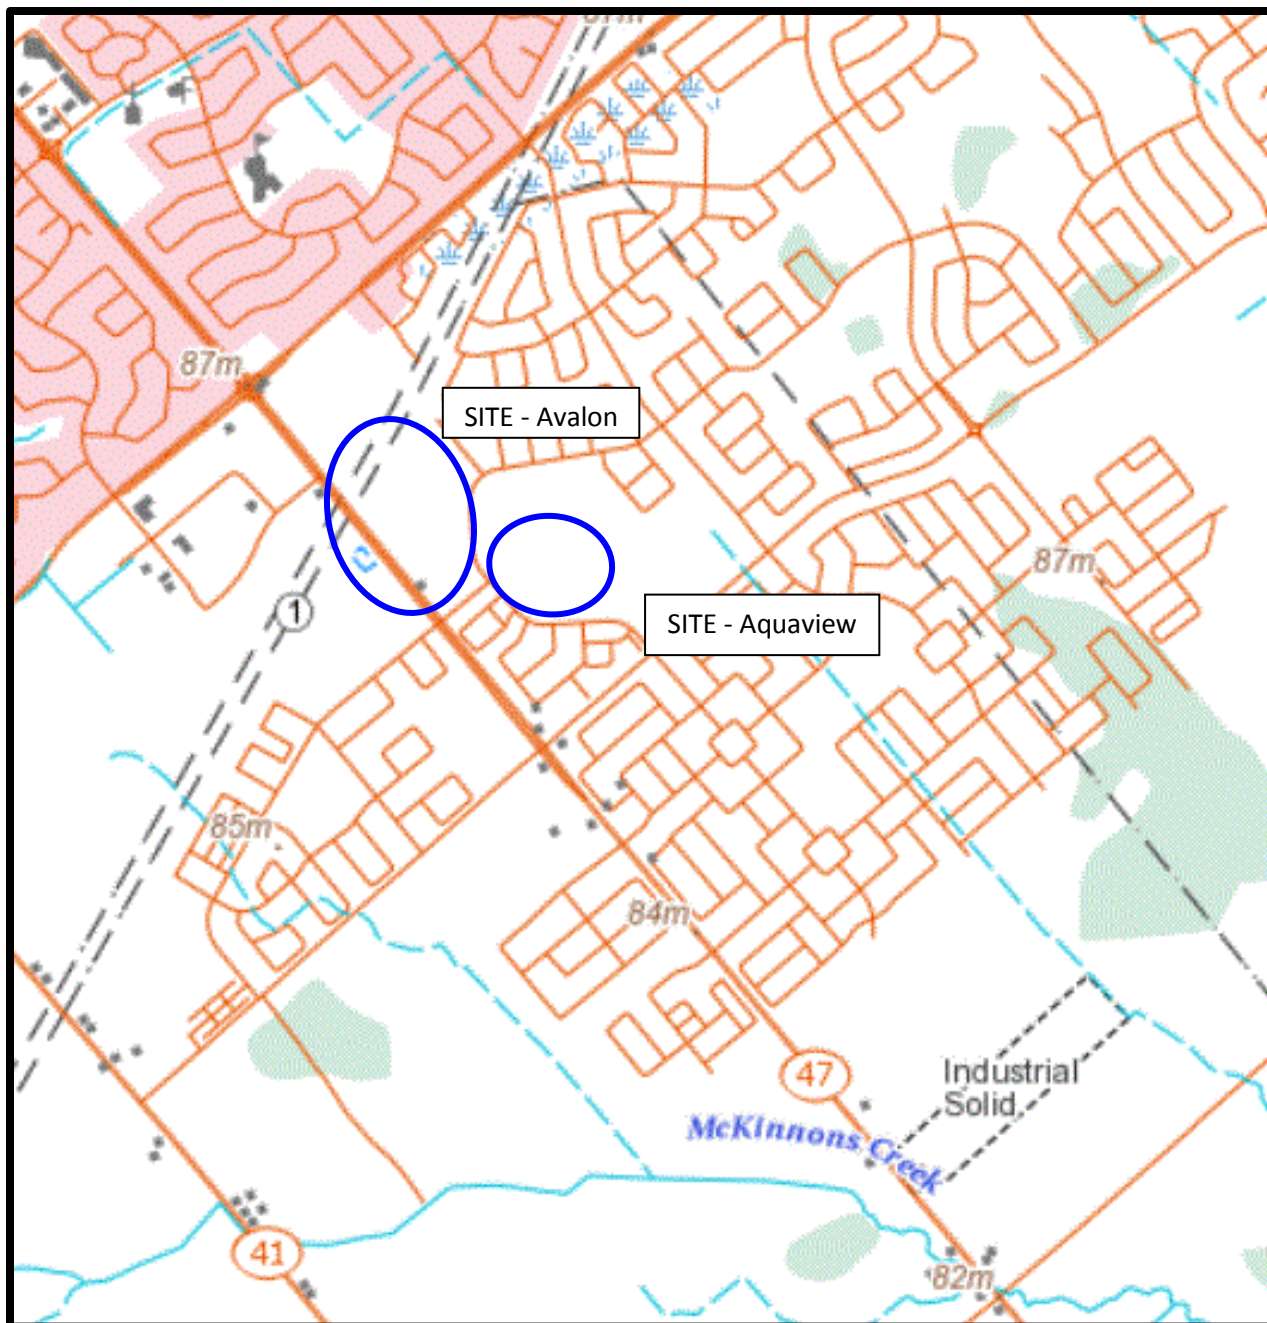 87m
SITE - Avalon
87m
1
SITE - Aquaview
85m
84m
47
Industrial
Solid
McKinnons Creek
41
82m